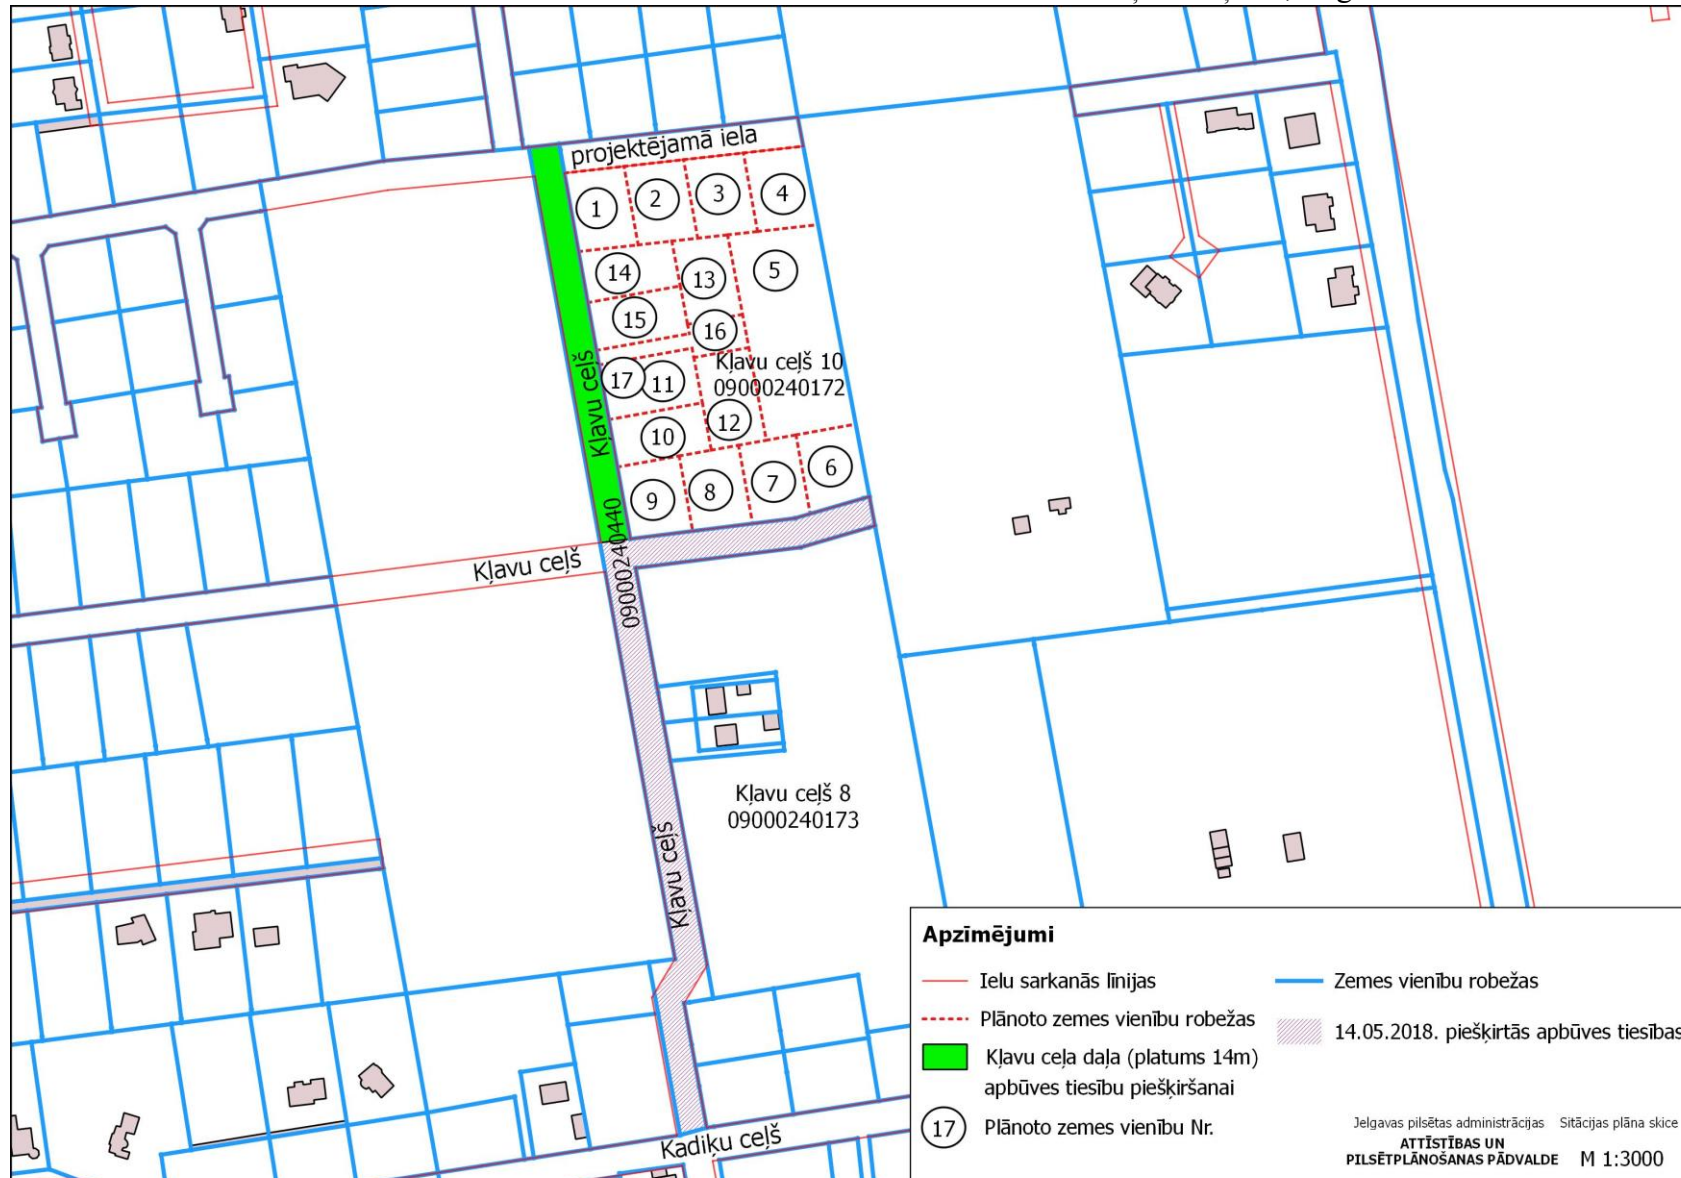 projektējamā iela
1
2
3
4
14
13
5
15
16
Kļavu ceļš 10
09000240172
17
11
12
10
Kļavu ceļš
9
8
7
6
09000240440
Kļavu ceļš
Kļavu ceļš 8
09000240173
Kļavu ceļš
Kadiķu ceļš
Apzīmējumi
Ielu sarkanās līnijas
Zemes vienību robežas
Plānoto zemes vienību robežas
14.05.2018. piešķirtās apbūves tiesības
Kļavu ceļa daļa (platums 14m)
apbūves tiesību piešķiršanai
17 Plānoto zemes vienību Nr.
Jelgavas pilsētas administrācijas Sitācijas plāna skice
ATTĪSTĪBAS UN
PILSĒTPLĀNOŠANAS PĀDVALDE M 1:3000